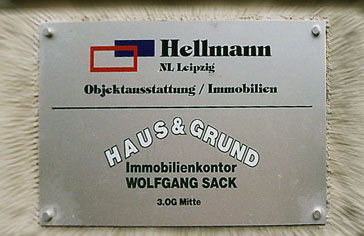 Hellmann
NL Leipzig
Objektausstattung / Immobilien
HAUS & GRUND
Immobilienkontor
WOLFGANG SACK
3.OG Mitte